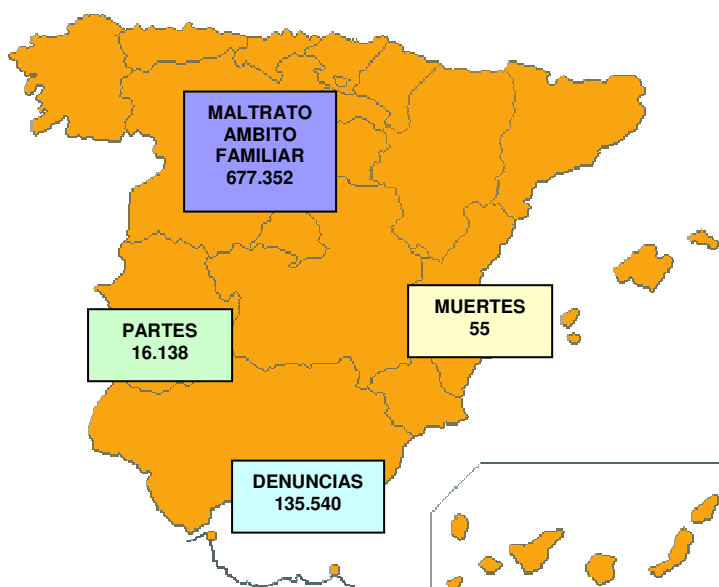 MALTRATO
AMBITO
FAMILIAR
677.352
MUERTES
55
PARTES
16.138
DENUNCIAS
135.540